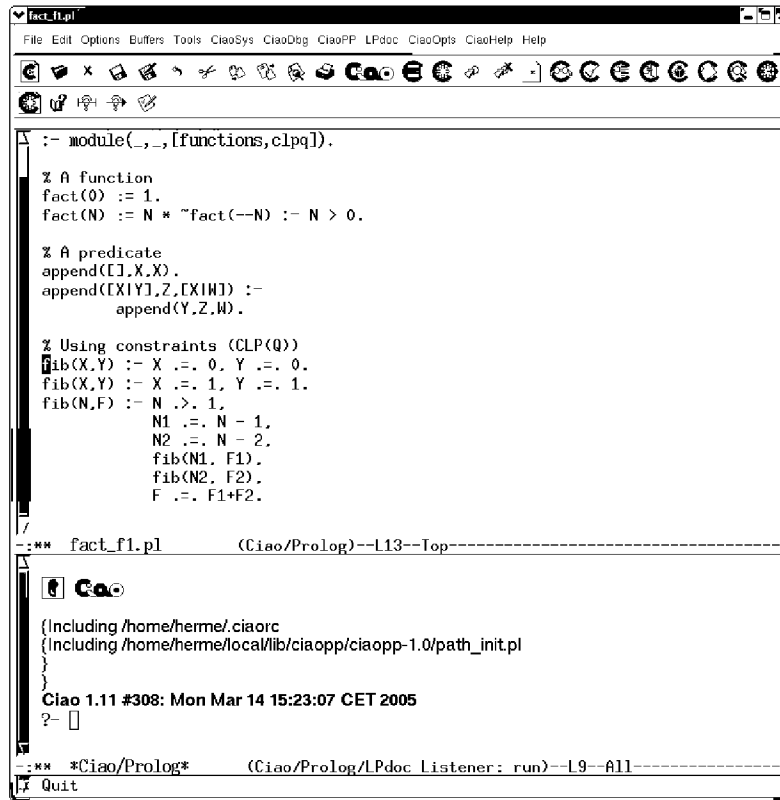 fact_f1.pl
File Edit Options Buffers Tools CiaoSys CiaoDbg CiaoPP LPdoc CiaoOpts CiaoHelp Help
Ciao
:- module(_,_,[functions,clpq]).
% A function
fact(0) := 1.
fact(N) := N * ~fact(--N) :- N > 0.
% A predicate
append([],X,X).
append([X|Y],Z,[X|W]) :-
append(Y,Z,W).
% Using constraints (CLP(Q))
fib(X,Y) :- X .=. 0, Y .=. 0.
fib(X,Y) :- X .=. 1, Y .=. 1.
fib(N,F) :- N .>. 1,
N1 .=. N - 1,
N2 .=. N - 2,
fib(N1, F1),
fib(N2, F2),
F .=. F1+F2.
-:** fact_f1.pl (Ciao/Prolog)--L13--Top-----------------------------------
Ciao
{Including /home/herme/.ciaorc
{Including /home/herme/local/lib/ciaopp/ciaopp-1.0/path_init.pl
}
}
Ciao 1.11 #308: Mon Mar 14 15:23:07 CET 2005
?-
-:** *Ciao/Prolog* (Ciao/Prolog/LPdoc Listener: run)--L9--All----------------
Quit